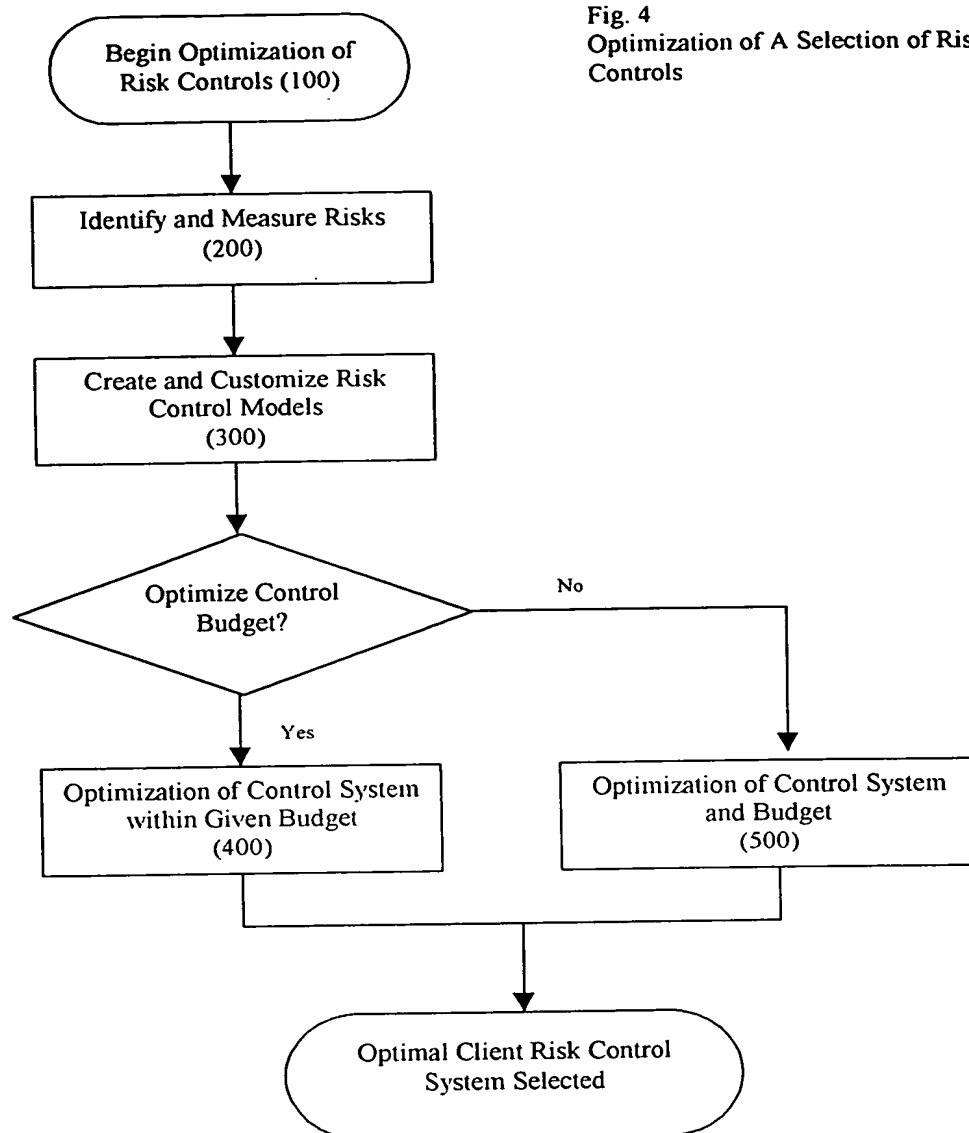 Fig. 4
Optimization of A Selection of Ris
Controls
Begin Optimization of
Risk Controls (100)
Identify and Measure Risks
(200)
Create and Customize Risk
Control Models
(300)
Optimize Control
Budget?
No
Yes
Optimization of Control System
within Given Budget
(400)
Optimization of Control System
and Budget
(500)
Optimal Client Risk Control
System Selected